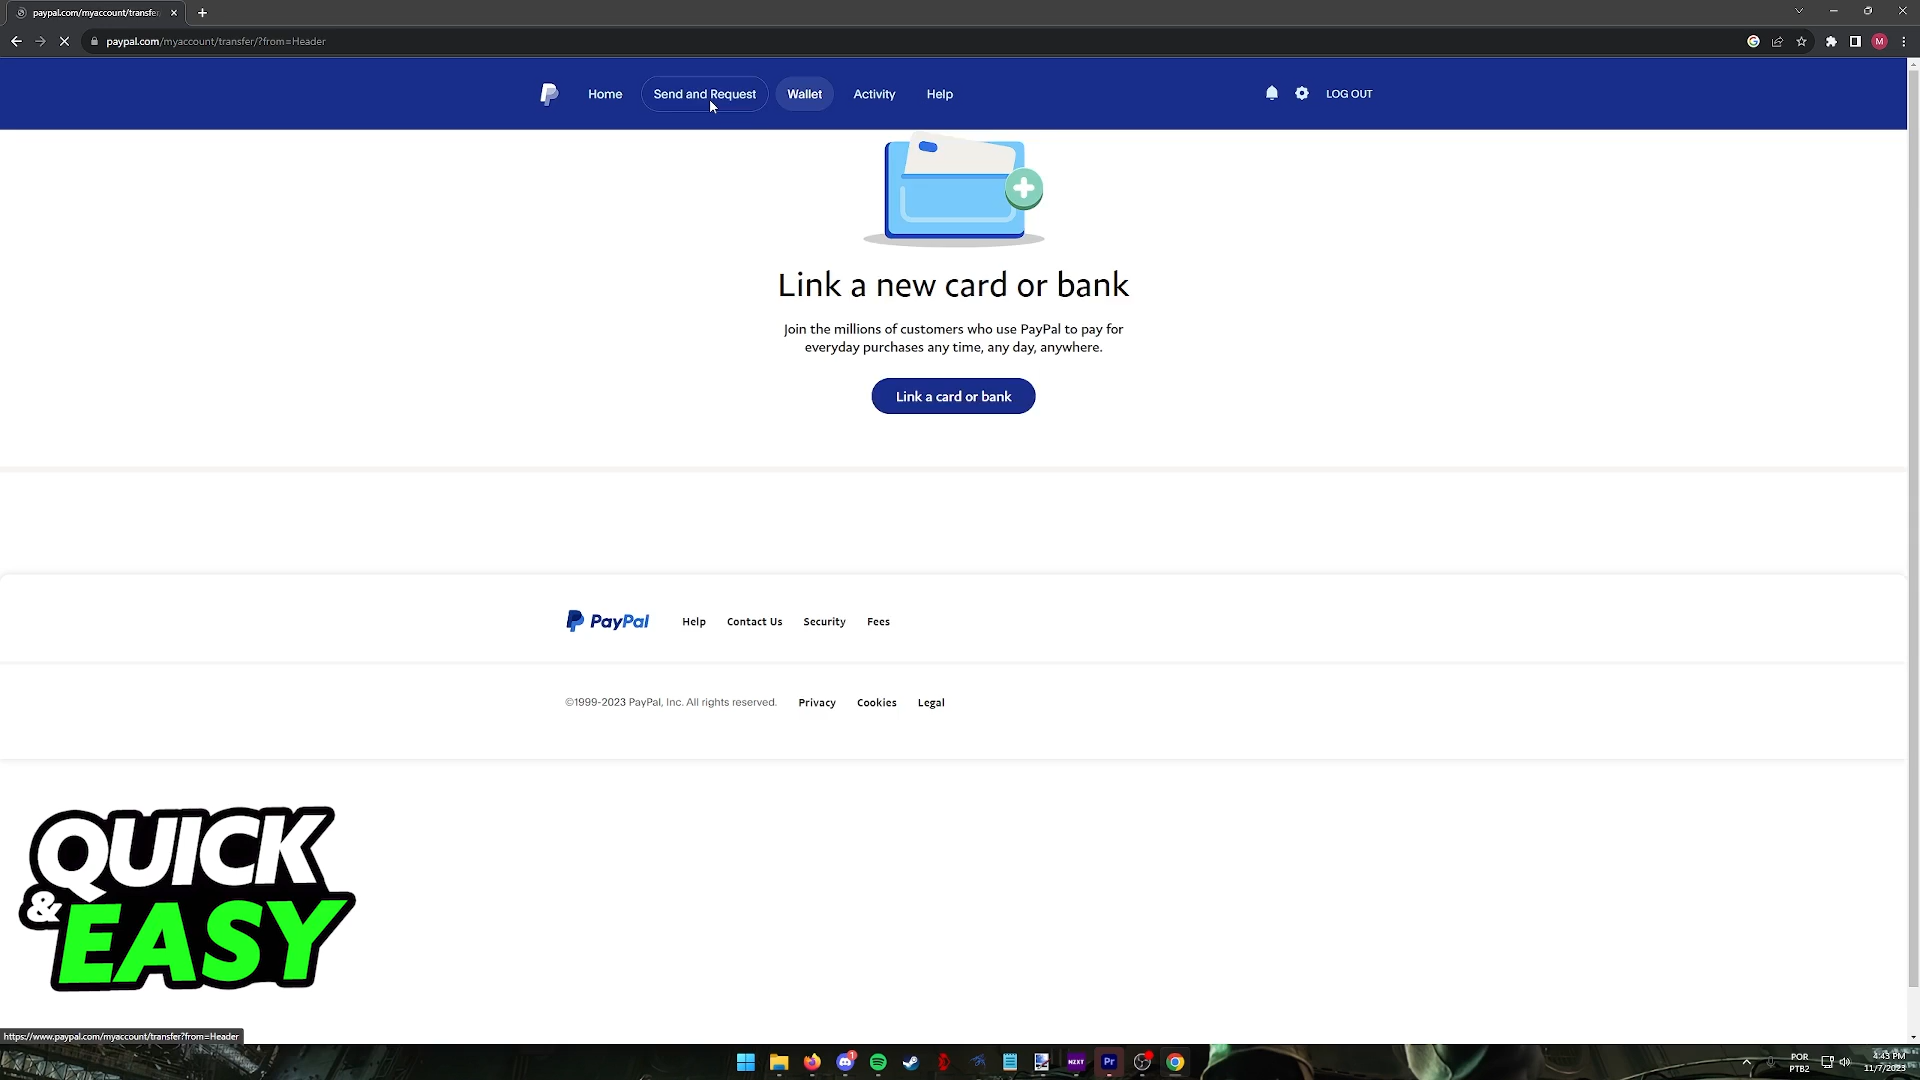 paypal.com/myaccount/transfer
paypal.com/myaccount/transfer/?from=Header
M
Home
Send and Request
Wallet
Activity
Help
LOG OUT
Link a new card or bank
Join the millions of customers who use PayPal to pay for
everyday purchases any time, any day, anywhere.
Link a card or bank
PayPal
Help
Contact Us
Security
Fees
©1999-2023 PayPal, Inc. All rights reserved.
Privacy
Cookies
Legal
QUICK
& EASY
https://www.paypal.com/myaccount/transfer?from=Header
1
NZXT
Pr
POR
PTB2
4:43 PM
11/7/2023